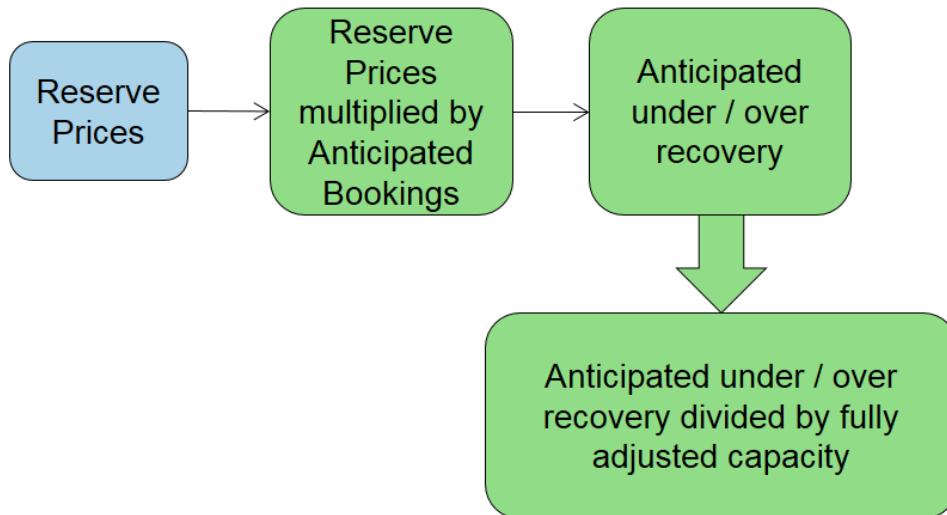 Reserve
Prices
Reserve
Prices
multiplied by
Anticipated
Bookings
Anticipated
under / over
recovery
Anticipated under / over
recovery divided by fully
adjusted capacity